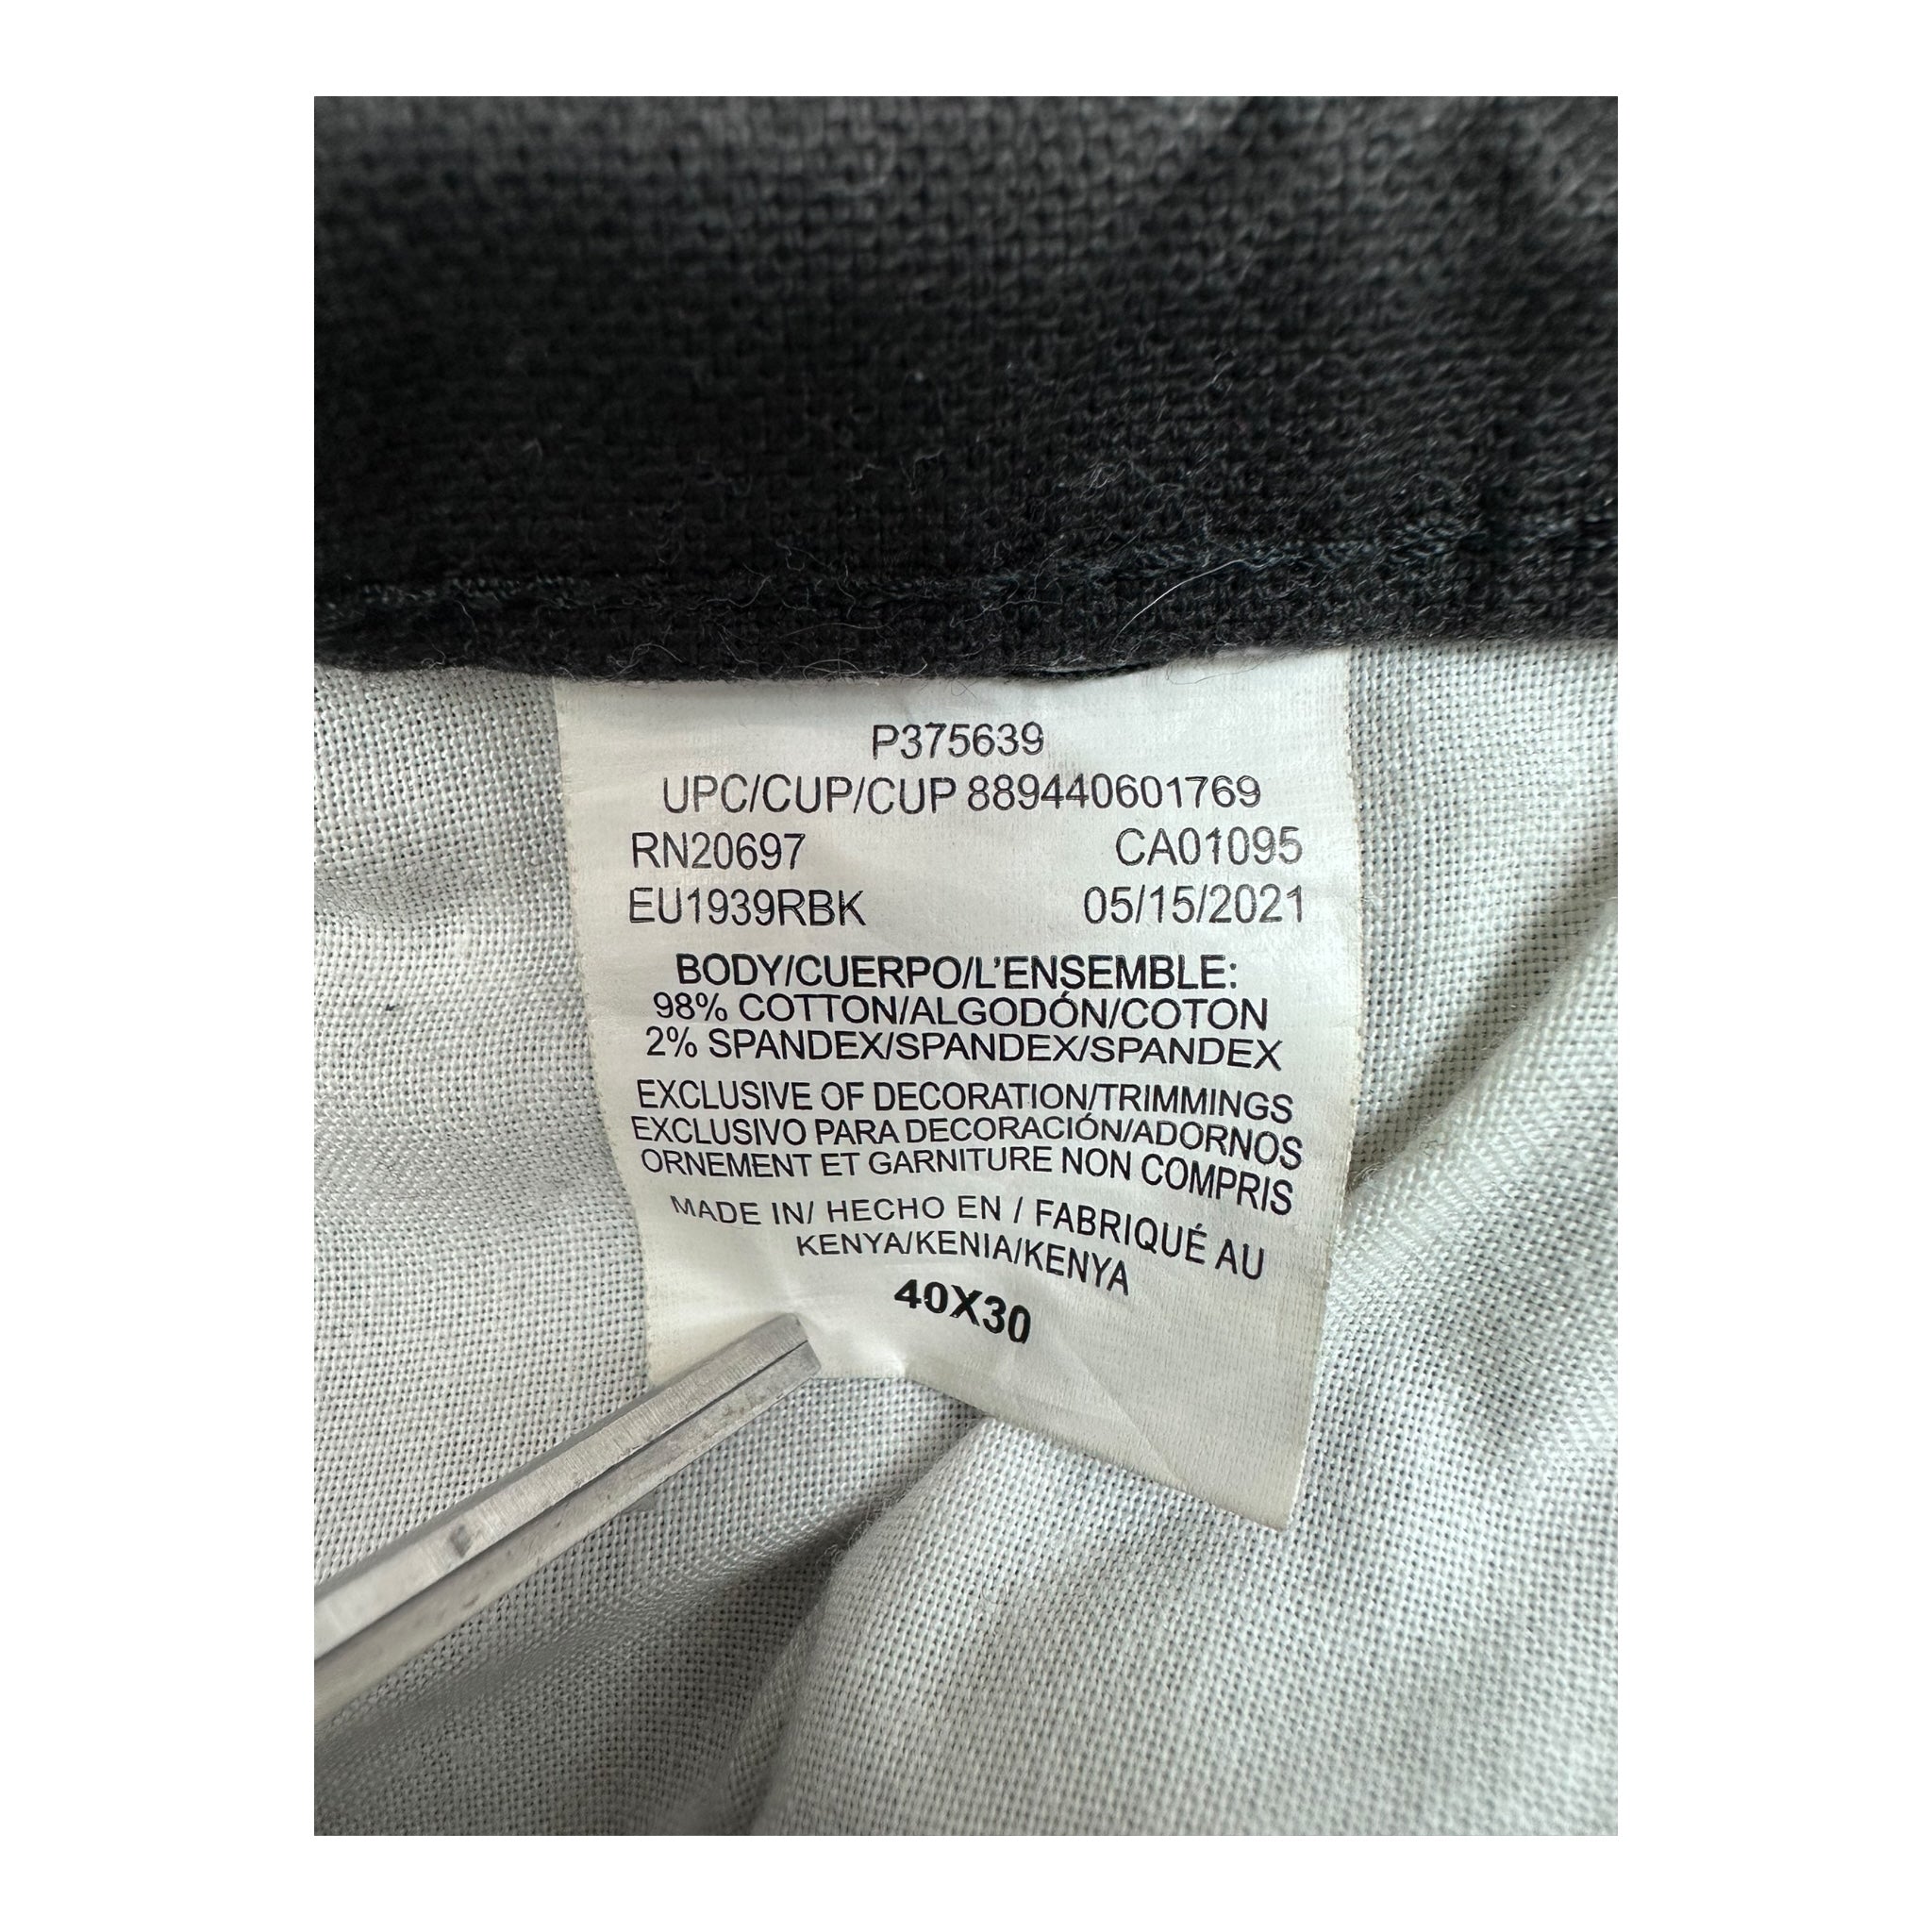 P375639
UPC/CUP/CUP 889440601769
RN20697 CA01095
EU1939RBK 05/15/2021
BODY/CUERPO/L'ENSEMBLE:
98% COTTON/ALGODÓN/COTON
2% SPANDEX/SPANDEX/SPANDEX
EXCLUSIVE OF DECORATION/TRIMMINGS
EXCLUSIVO PARA DECORACIÓN/ADORNOS
ORNEMENT ET GARNITURE NON COMPRIS
MADE IN/ HECHO EN / FABRIQUÉ AU
KENYA/KENIA/KENYA
40X30